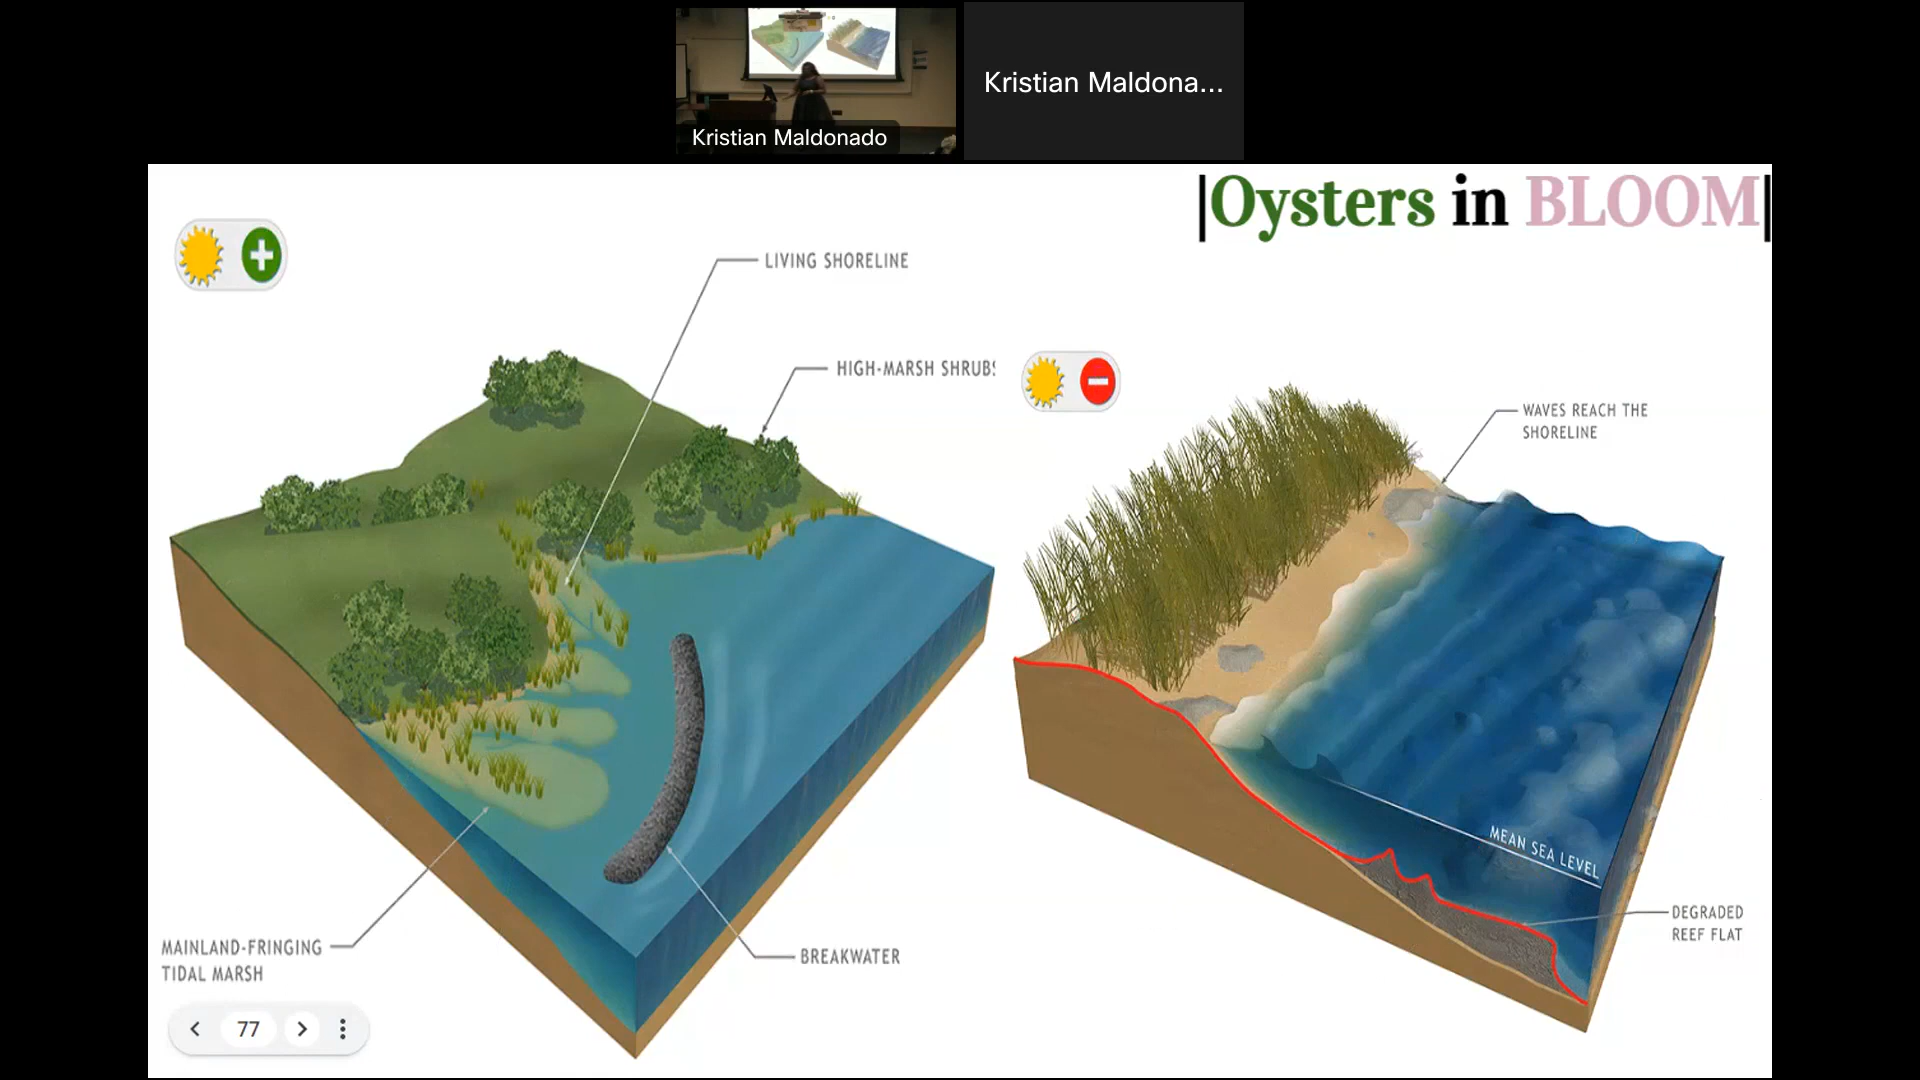 Kristian Maldonado
Kristian Maldona...
|Oysters in BLOOM|
LIVING SHORELINE
HIGH-MARSH SHRUBS
WAVES REACH THE
SHORELINE
MEAN SEA LEVEL
DEGRADED
REEF FLAT
MAINLAND-FRINGING
TIDAL MARSH
BREAKWATER
77